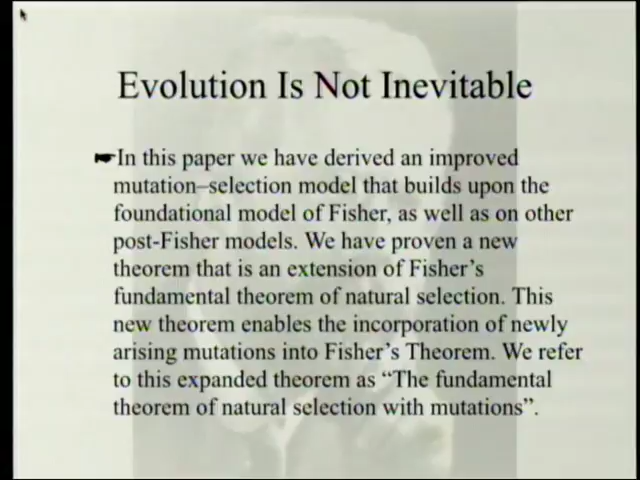 Evolution Is Not Inevitable
In this paper we have derived an improved
mutation–selection model that builds upon the
foundational model of Fisher, as well as on other
post-Fisher models. We have proven a new
theorem that is an extension of Fisher's
fundamental theorem of natural selection. This
new theorem enables the incorporation of newly
arising mutations into Fisher's Theorem. We refer
to this expanded theorem as “The fundamental
theorem of natural selection with mutations”.